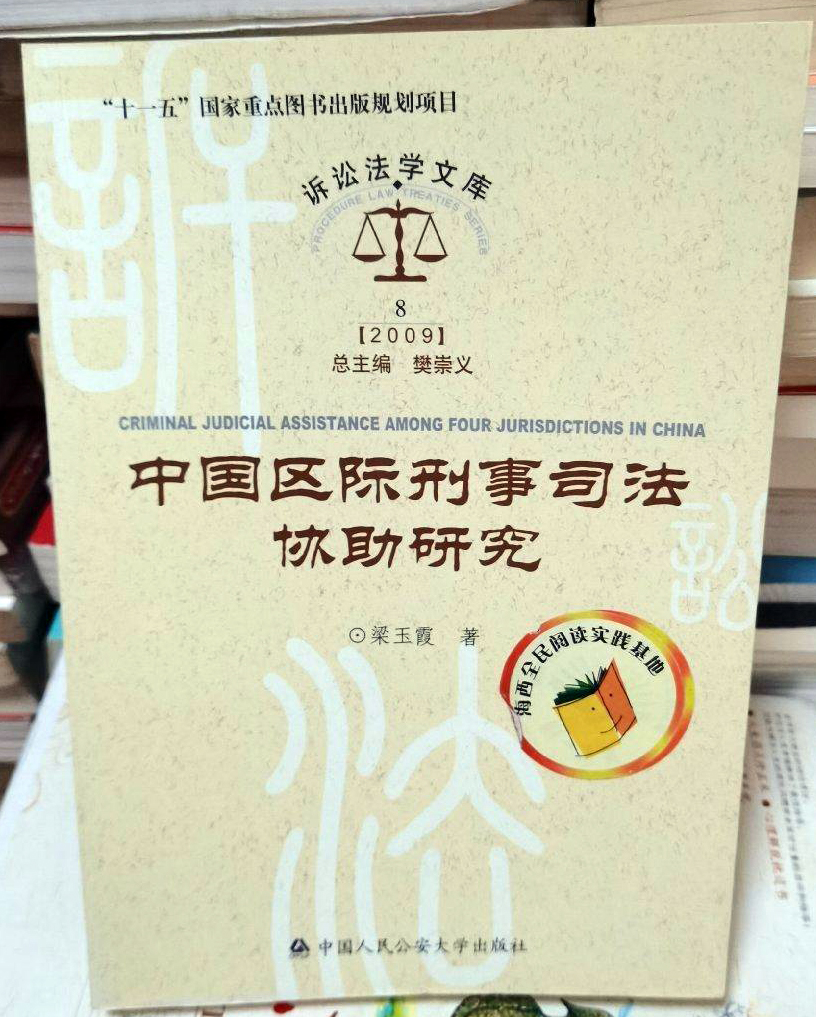 “十一五”国家重点图书出版规划项目
诉讼法学文库
PROCEDURE LAW TREATIES SERIES
8
【2009】
总主编 樊崇义
CRIMINAL JUDICIAL ASSISTANCE AMONG FOUR JURISDICTIONS IN CHINA
中国区际刑事司法
协助研究
⊙梁玉霞 著
海西全民阅读实践基地
中国人民公安大学出版社
訴
訟
法